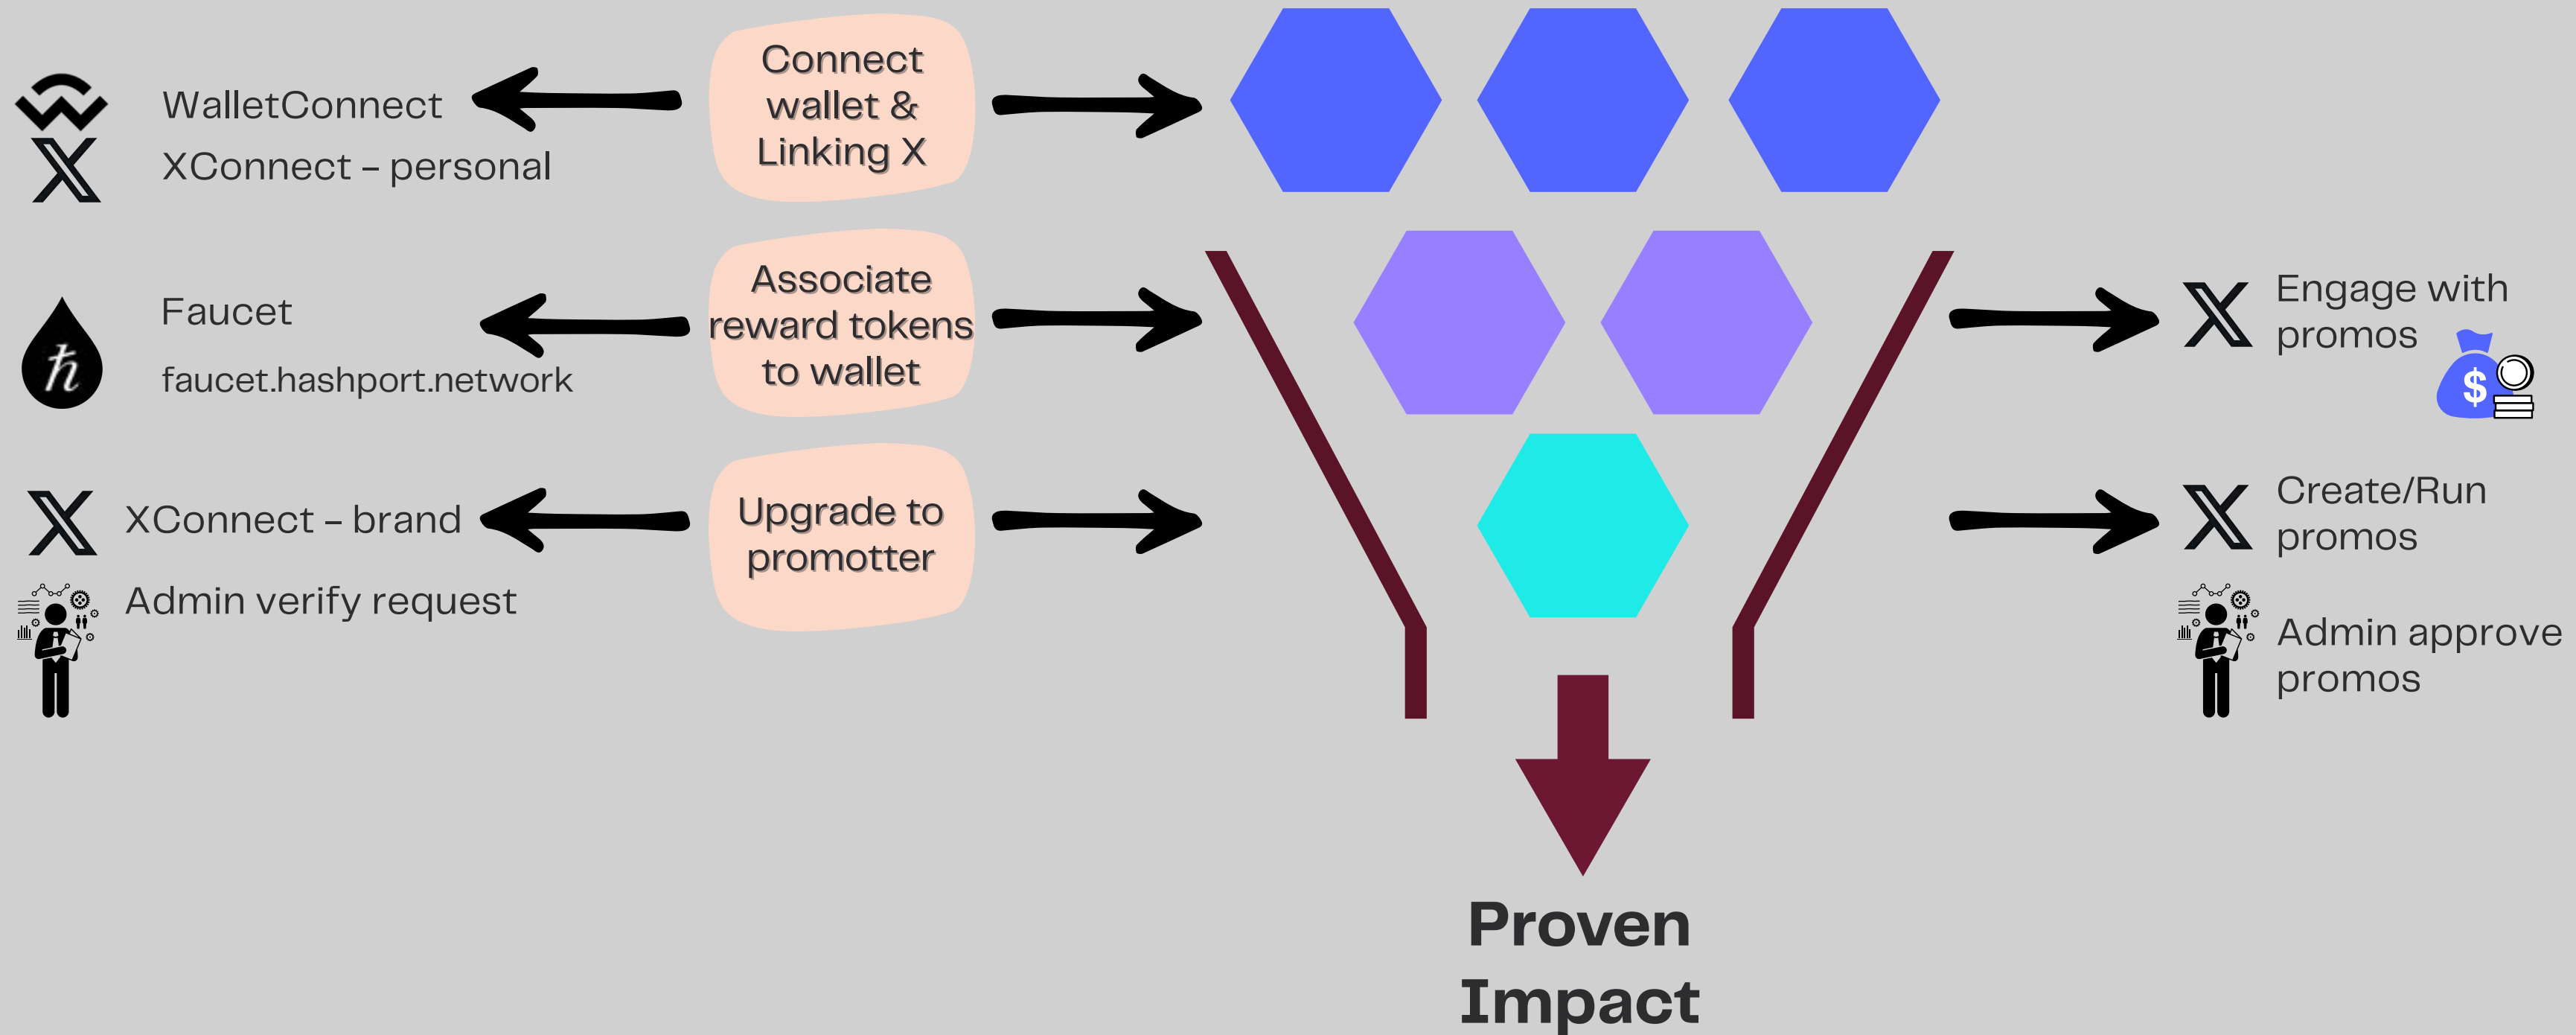 WalletConnect
XConnect - personal
Connect
wallet &
Linking X
Faucet
faucet.hashport.network
Associate
reward tokens
to wallet
Engage with
promos
$
XConnect - brand
Admin verify request
Upgrade to
promotter
Create/Run
promos
Admin approve
promos
Proven
Impact